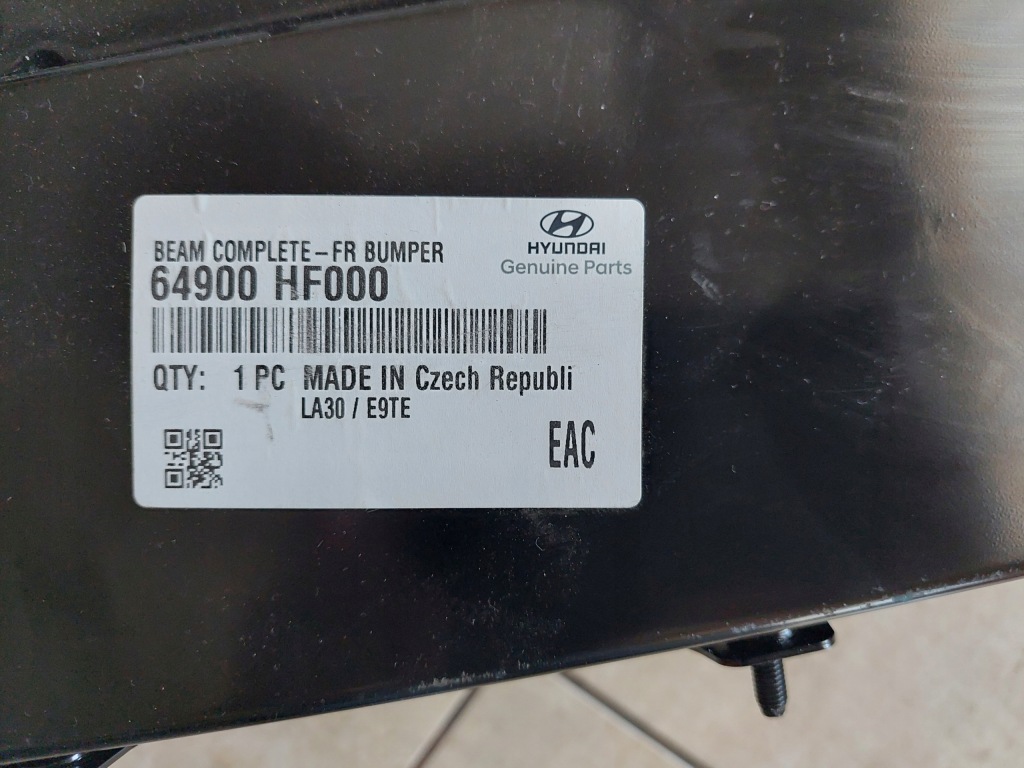 HYUNDAI
Genuine Parts
BEAM COMPLETE-FR BUMPER
64900 HF000
QTY: 1 PC MADE IN Czech Republi
LA30 / E9TE
EAC